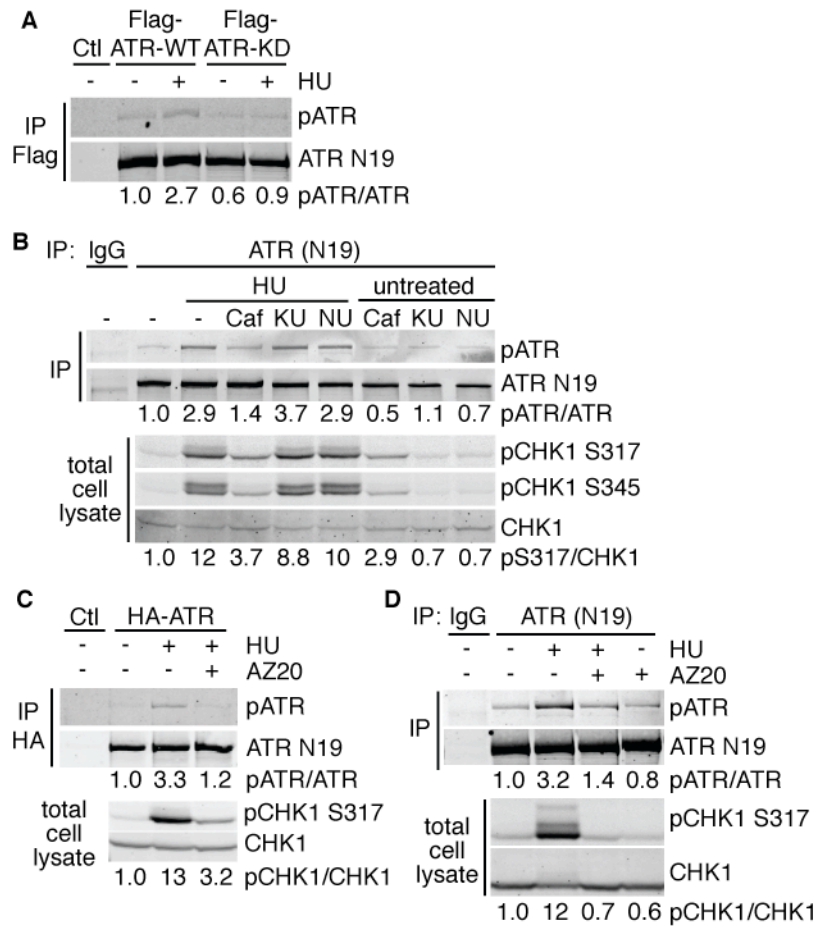 A
Flag- Flag-
Ctl ATR-WT ATR-KD
- - + - + HU
IP Flag
pATR
ATR N19
1.0 2.7 0.6 0.9 pATR/ATR
B
IP: IgG ATR (N19)
HU untreated
- - - Caf KU NU Caf KU NU
IP
pATR
ATR N19
1.0 2.9 1.4 3.7 2.9 0.5 1.1 0.7 pATR/ATR
total cell lysate
pCHK1 S317
pCHK1 S345
CHK1
1.0 12 3.7 8.8 10 2.9 0.7 0.7 pS317/CHK1
C
Ctl HA-ATR
- - + + HU
- - - + AZ20
IP HA
pATR
ATR N19
1.0 3.3 1.2 pATR/ATR
total cell lysate
pCHK1 S317
CHK1
1.0 13 3.2 pCHK1/CHK1
D
IP: IgG ATR (N19)
- - + + - HU
- - - + + AZ20
IP
pATR
ATR N19
1.0 3.2 1.4 0.8 pATR/ATR
total cell lysate
pCHK1 S317
CHK1
1.0 12 0.7 0.6 pCHK1/CHK1